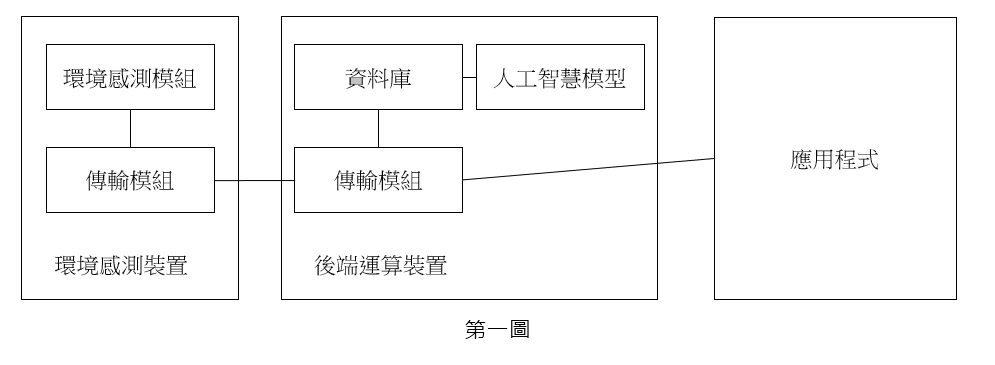 環境感測模組
資料庫
人工智慧模型
傳輸模組
傳輸模組
應用程式
環境感測裝置
後端運算裝置
第一圖